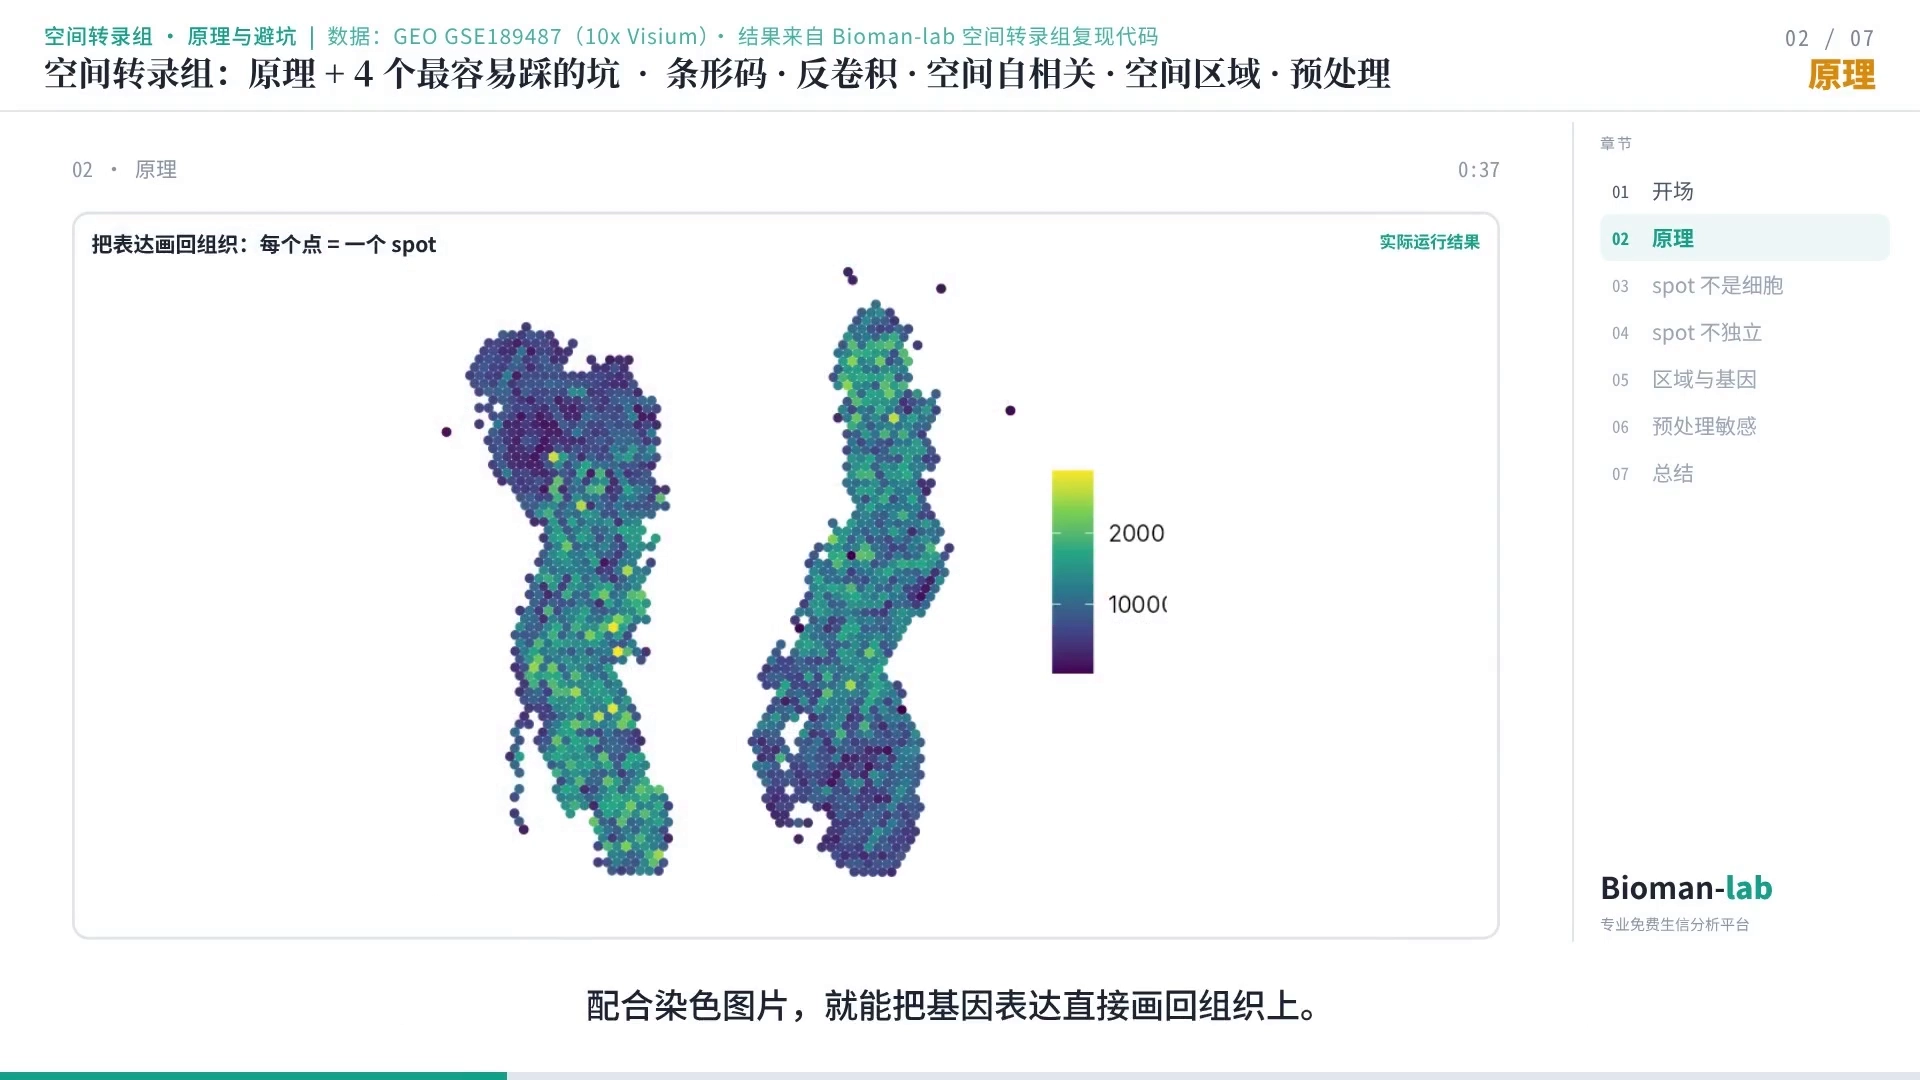 空间转录组 · 原理与避坑 | 数据：GEO GSE189487（10x Visium）· 结果来自 Bioman-lab 空间转录组复现代码
空间转录组：原理 + 4 个最容易踩的坑 · 条形码 · 反卷积 · 空间自相关 · 空间区域 · 预处理
02 / 07
原理
02 · 原理
0:37
把表达画回组织：每个点 = 一个 spot
实际运行结果
2000
1000
章节
01 开场
02 原理
03 spot 不是细胞
04 spot 不独立
05 区域与基因
06 预处理敏感
07 总结
Bioman-lab
专业免费生信分析平台
配合染色图片，就能把基因表达直接画回组织上。